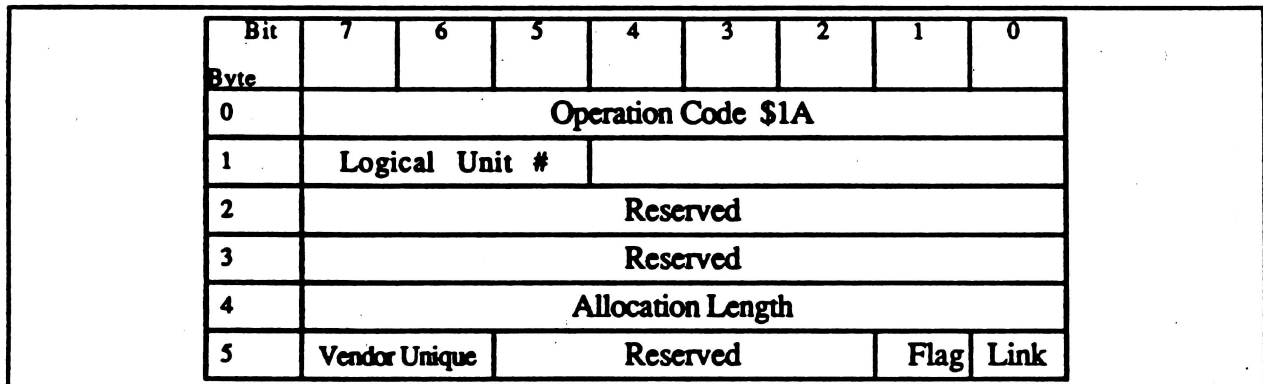 Bit 7 6 5 4 3 2 1 0
Byte
0 Operation Code $1A
1 Logical Unit #
2 Reserved
3 Reserved
4 Allocation Length
5 Vendor Unique Reserved Flag Link